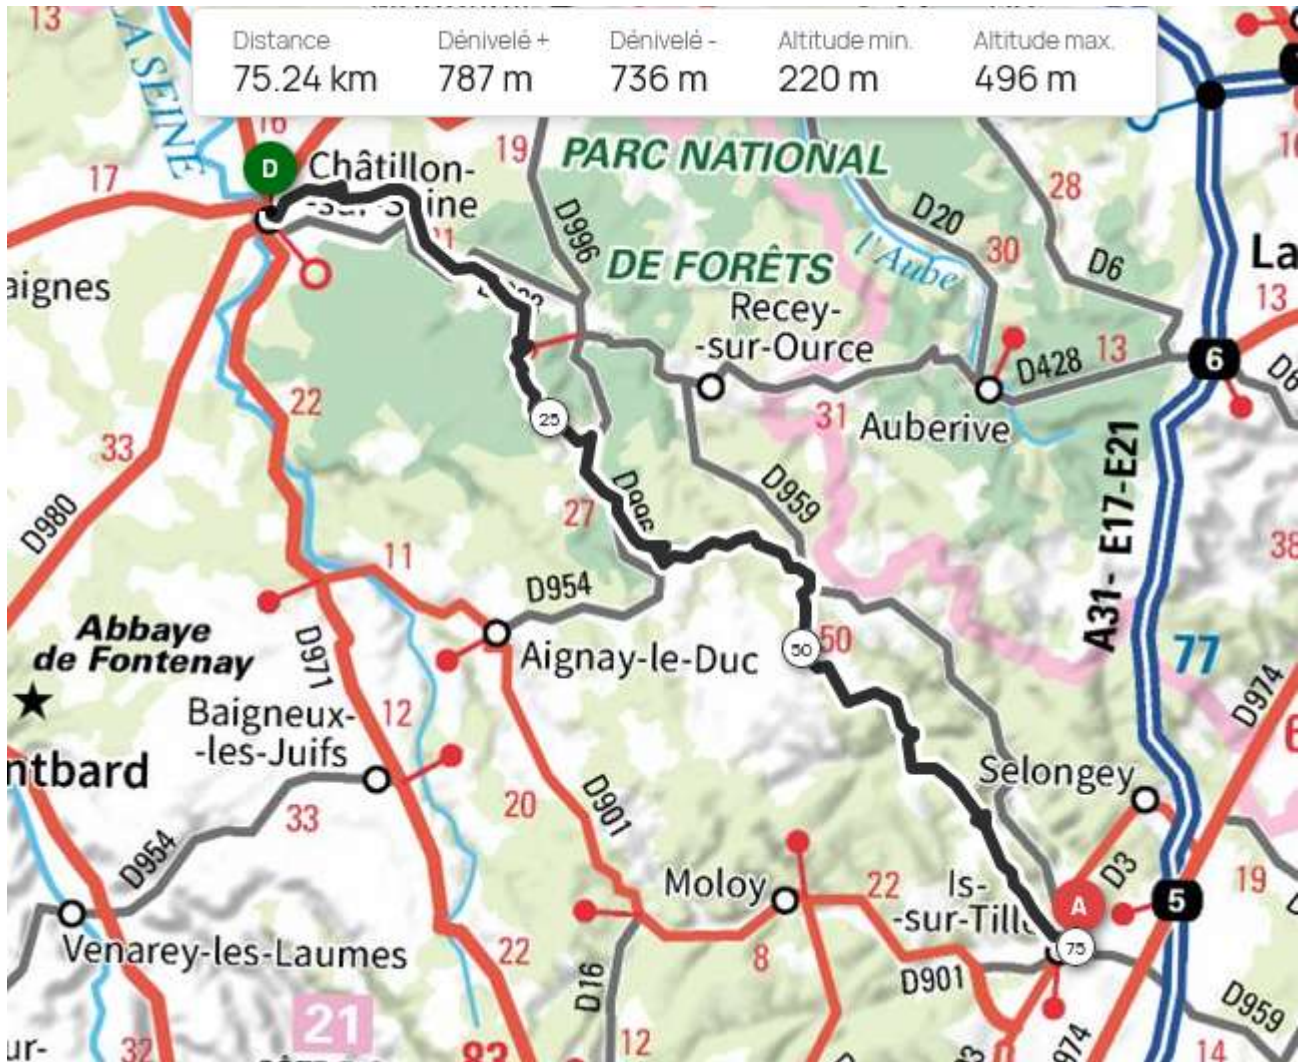 13
LA SEINE
Distance
75.24 km
Dénivelé +
787 m
Dénivelé -
736 m
Altitude min.
220 m
Altitude max.
496 m
16
D
17
Châtillon-
-sur-Seine
19
PARC NATIONAL
DE FORÊTS
D996
D20
30
l'Aube
28
D6
La
13
6
aignes
Recey-
-sur-Ource
D428
13
Auberive
31
22
33
D980
25
27
D996
D959
A31- E17-E21
38
11
D954
Abbaye
de Fontenay
D971
Aignay-le-Duc
50
50
77
D974
Baigneux-
-les-Juifs
12
ntbard
33
D954
20
D901
Selongey
Moloy
22
Is-
-sur-Tille
A
D3
5
19
75
Venarey-les-Laumes
22
8
D901
D16
21
D959
ur-
32
83
12
974
14